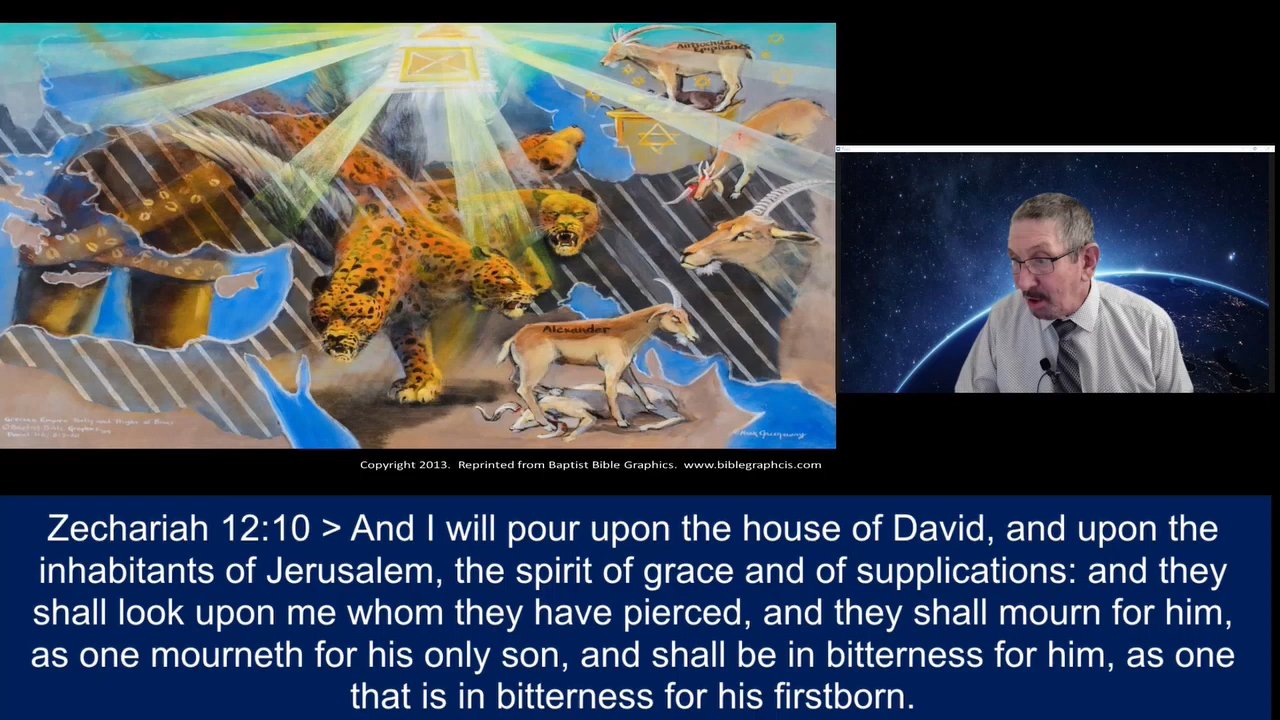 Antiochus
Epiphanes
Alexander
Copyright 2013. Reprinted from Baptist Bible Graphics. www.biblegraphcis.com
Zechariah 12:10 > And I will pour upon the house of David, and upon the
inhabitants of Jerusalem, the spirit of grace and of supplications: and they
shall look upon me whom they have pierced, and they shall mourn for him,
as one mourneth for his only son, and shall be in bitterness for him, as one
that is in bitterness for his firstborn.